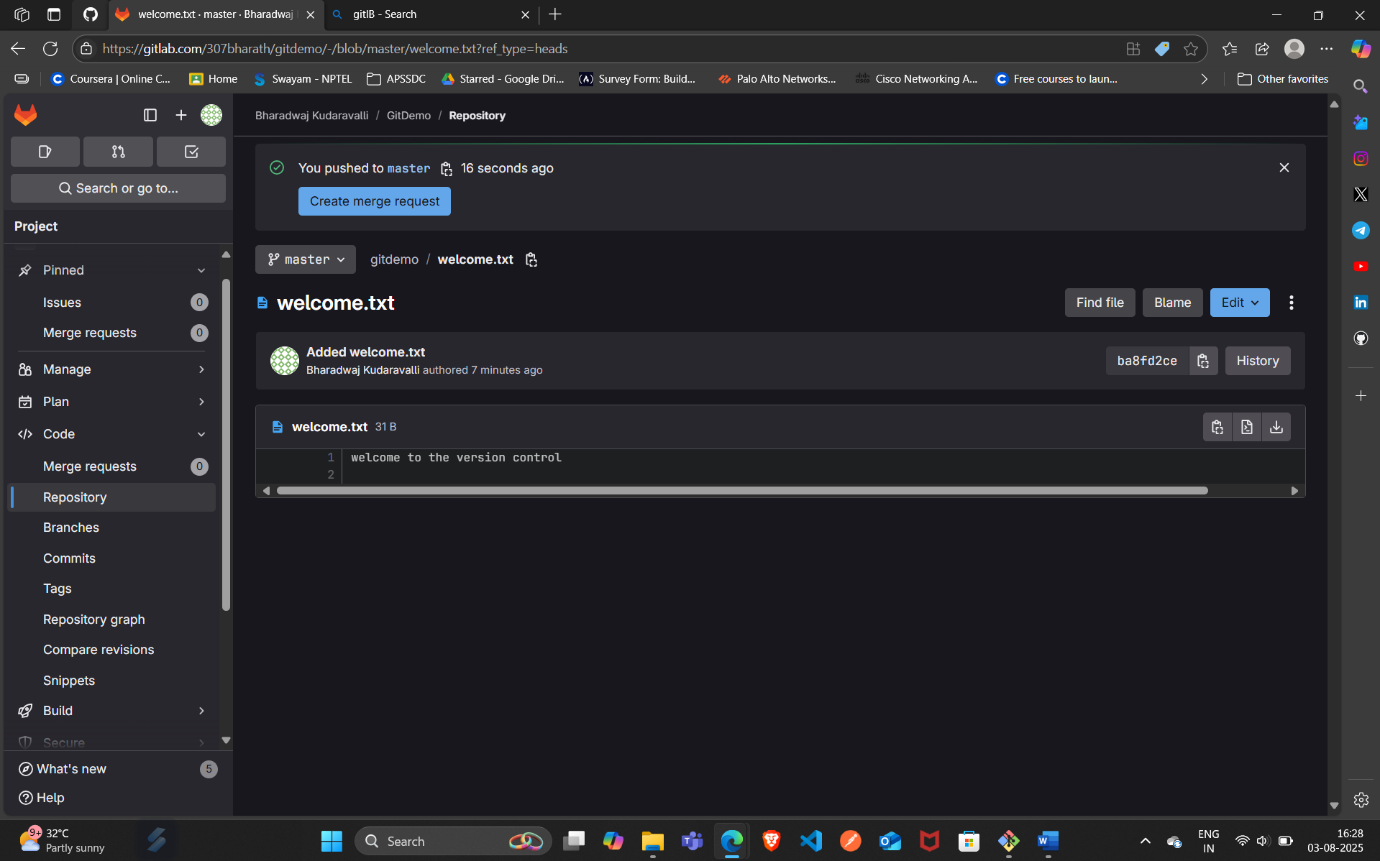 welcome.txt · master · Bharadwaj
gitlB - Search
https://gitlab.com/307bharath/gitdemo/-/blob/master/welcome.txt?ref_type=heads
Coursera | Online C...
Home
Swayam - NPTEL
APSSDC
Starred - Google Dri...
Survey Form: Build...
Palo Alto Networks...
Cisco Networking A...
Free courses to laun...
Other favorites
Bharadwaj Kudaravalli / GitDemo / Repository
Search or go to...
Project
Pinned
Issues 0
Merge requests 0
Manage
Plan
Code
Merge requests 0
Repository
Branches
Commits
Tags
Repository graph
Compare revisions
Snippets
Build
Secure
What's new 5
Help
You pushed to master 16 seconds ago
Create merge request
master
gitdemo / welcome.txt
welcome.txt
Find file
Blame
Edit
Added welcome.txt
Bharadwaj Kudaravalli authored 7 minutes ago
ba8fd2ce
History
welcome.txt 31 B
1 welcome to the version control
2
9+
32°C
Partly sunny
Search
ENG
IN
16:28
03-08-2025